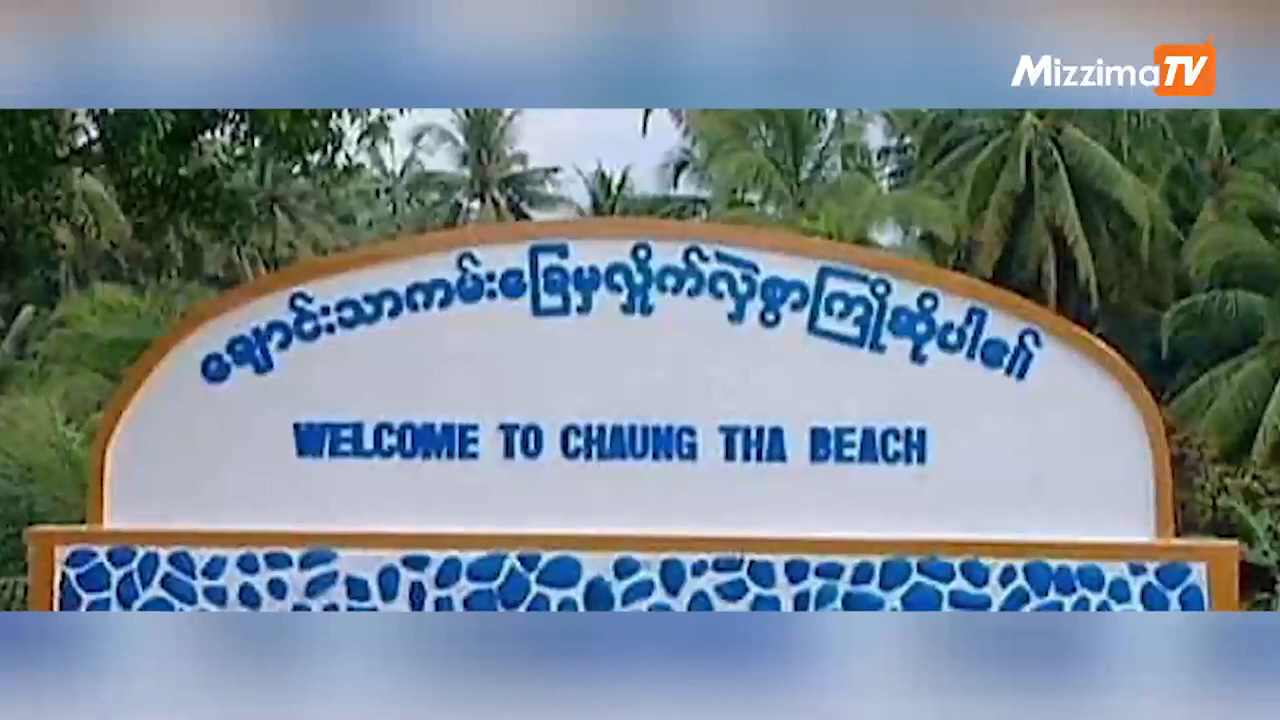 MizzimaTV
ချောင်းသာကမ်းခြေမှလှိုက်လှဲစွာကြိုဆိုပါ၏
WELCOME TO CHAUNG THA BEACH